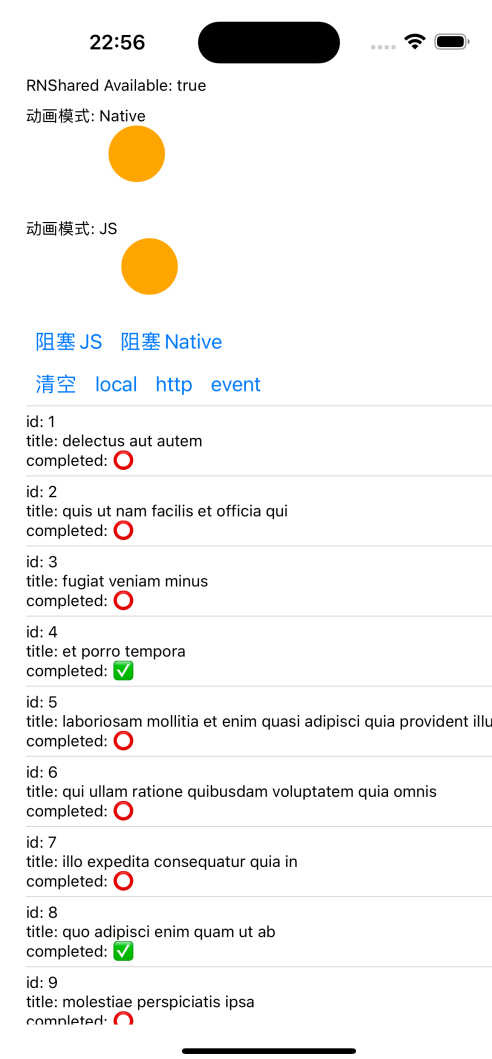 22:56
RNShared Available: true
动画模式: Native
动画模式: JS
阻塞 JS 阻塞 Native
清空 local http event
id: 1
title: delectus aut autem
completed: ⭕
id: 2
title: quis ut nam facilis et officia qui
completed: ⭕
id: 3
title: fugiat veniam minus
completed: ⭕
id: 4
title: et porro tempora
completed: ✅
id: 5
title: laboriosam mollitia et enim quasi adipisci quia provident illu
completed: ⭕
id: 6
title: qui ullam ratione quibusdam voluptatem quia omnis
completed: ⭕
id: 7
title: illo expedita consequatur quia in
completed: ⭕
id: 8
title: quo adipisci enim quam ut ab
completed: ✅
id: 9
title: molestiae perspiciatis ipsa
completed: ⭕